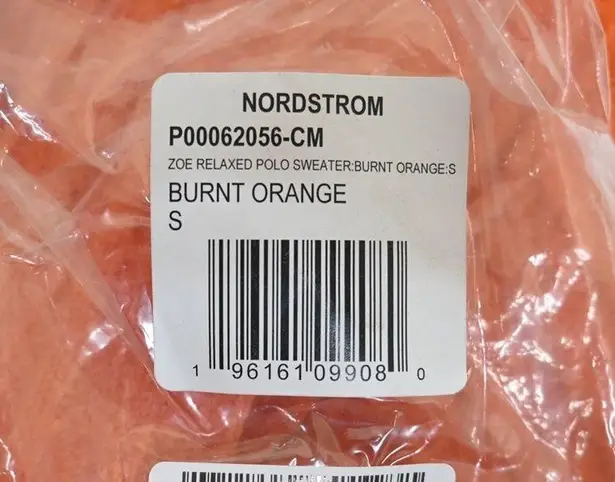 NORDSTROM
P00062056-CM
ZOE RELAXED POLO SWEATER:BURNT ORANGE:S
BURNT ORANGE
S
1 96161 09908 0